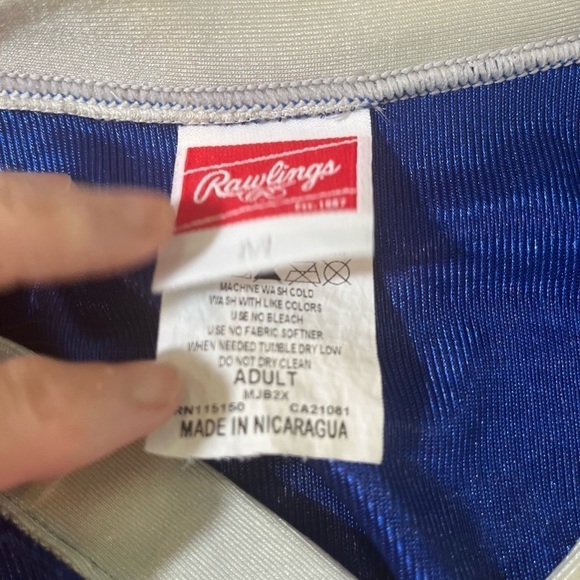 Rawlings
EST. 1887
M
MACHINE WASH COLD
WASH WITH LIKE COLORS
USE NO BLEACH
USE NO FABRIC SOFTNER
WHEN NEEDED TUMBLE DRY LOW
DO NOT DRY CLEAN
ADULT
MJB2X
RN115150 CA21061
MADE IN NICARAGUA